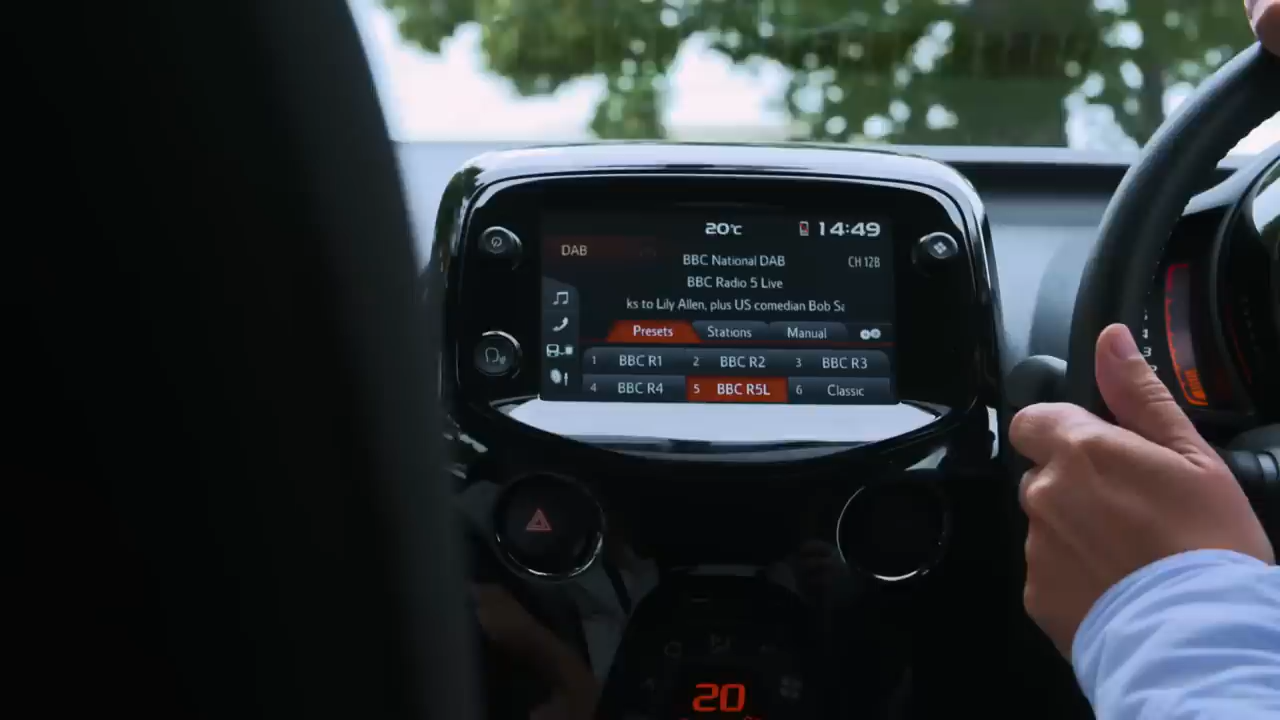 20°C 14:49
DAB
BBC National DAB CH 12B
BBC Radio 5 Live
ks to Lily Allen, plus US comedian Bob Sa
Presets Stations Manual
1 BBC R1 2 BBC R2 3 BBC R3
4 BBC R4 5 BBC R5L 6 Classic
20